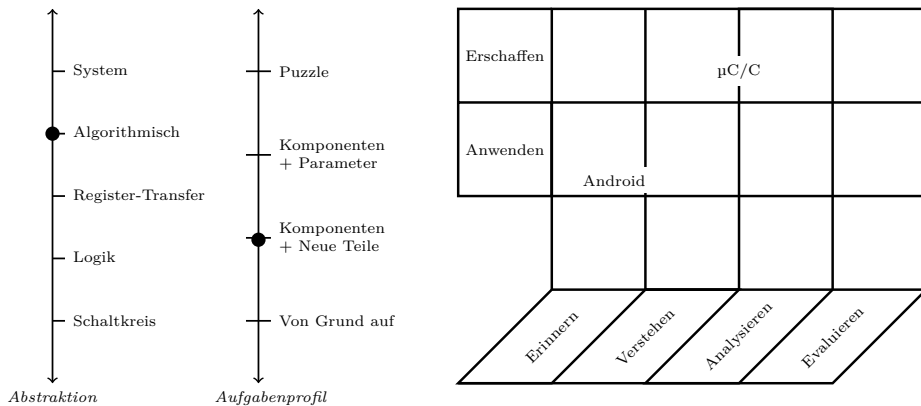 System
Algorithmisch
Register-Transfer
Logik
Schaltkreis
Abstraktion
Puzzle
Komponenten
+ Parameter
Komponenten
+ Neue Teile
Von Grund auf
Aufgabenprofil
Erschaffen
µC/C
Anwenden
Android
Erinnern
Verstehen
Analysieren
Evaluieren